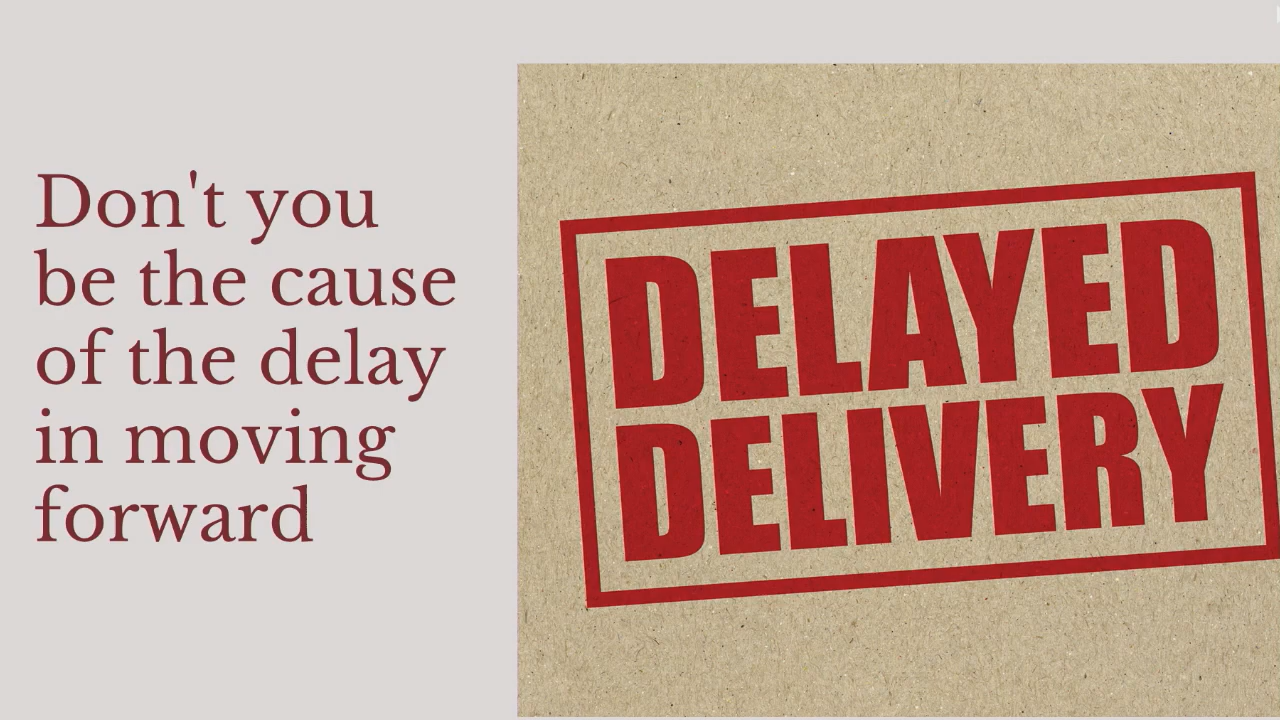 Don't you
be the cause
of the delay
in moving
forward
DELAYED
DELIVERY